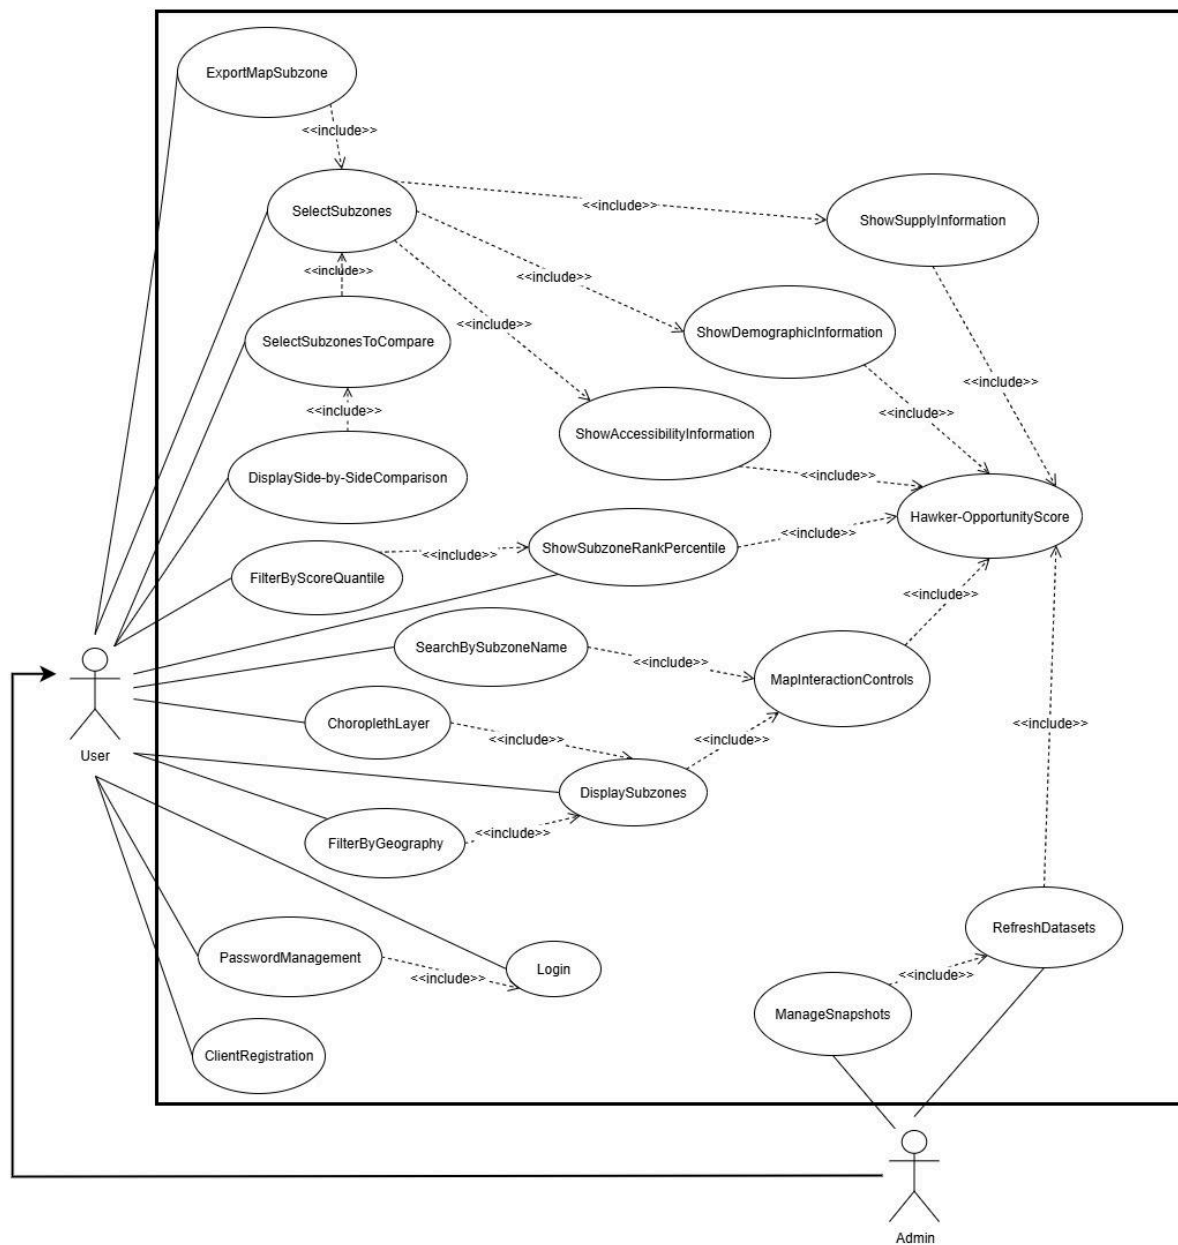 ExportMapSubzone
<<include>>
SelectSubzones
<<include>>
ShowSupplyInformation
<<include>>
<<include>>
SelectSubzonesToCompare
<<include>>
ShowDemographicInformation
<<include>>
<<include>>
<<include>>
ShowAccessibilityInformation
DisplaySide-by-SideComparison
<<include>>
Hawker-OpportunityScore
<<include>>
FilterByScoreQuantile
<<include>>
ShowSubzoneRankPercentile
<<include>>
SearchBySubzoneName
<<include>>
MapInteractionControls
ChoroplethLayer
<<include>>
<<include>>
<<include>>
User
DisplaySubzones
FilterByGeography
<<include>>
PasswordManagement
<<include>>
Login
RefreshDatasets
<<include>>
ManageSnapshots
ClientRegistration
Admin